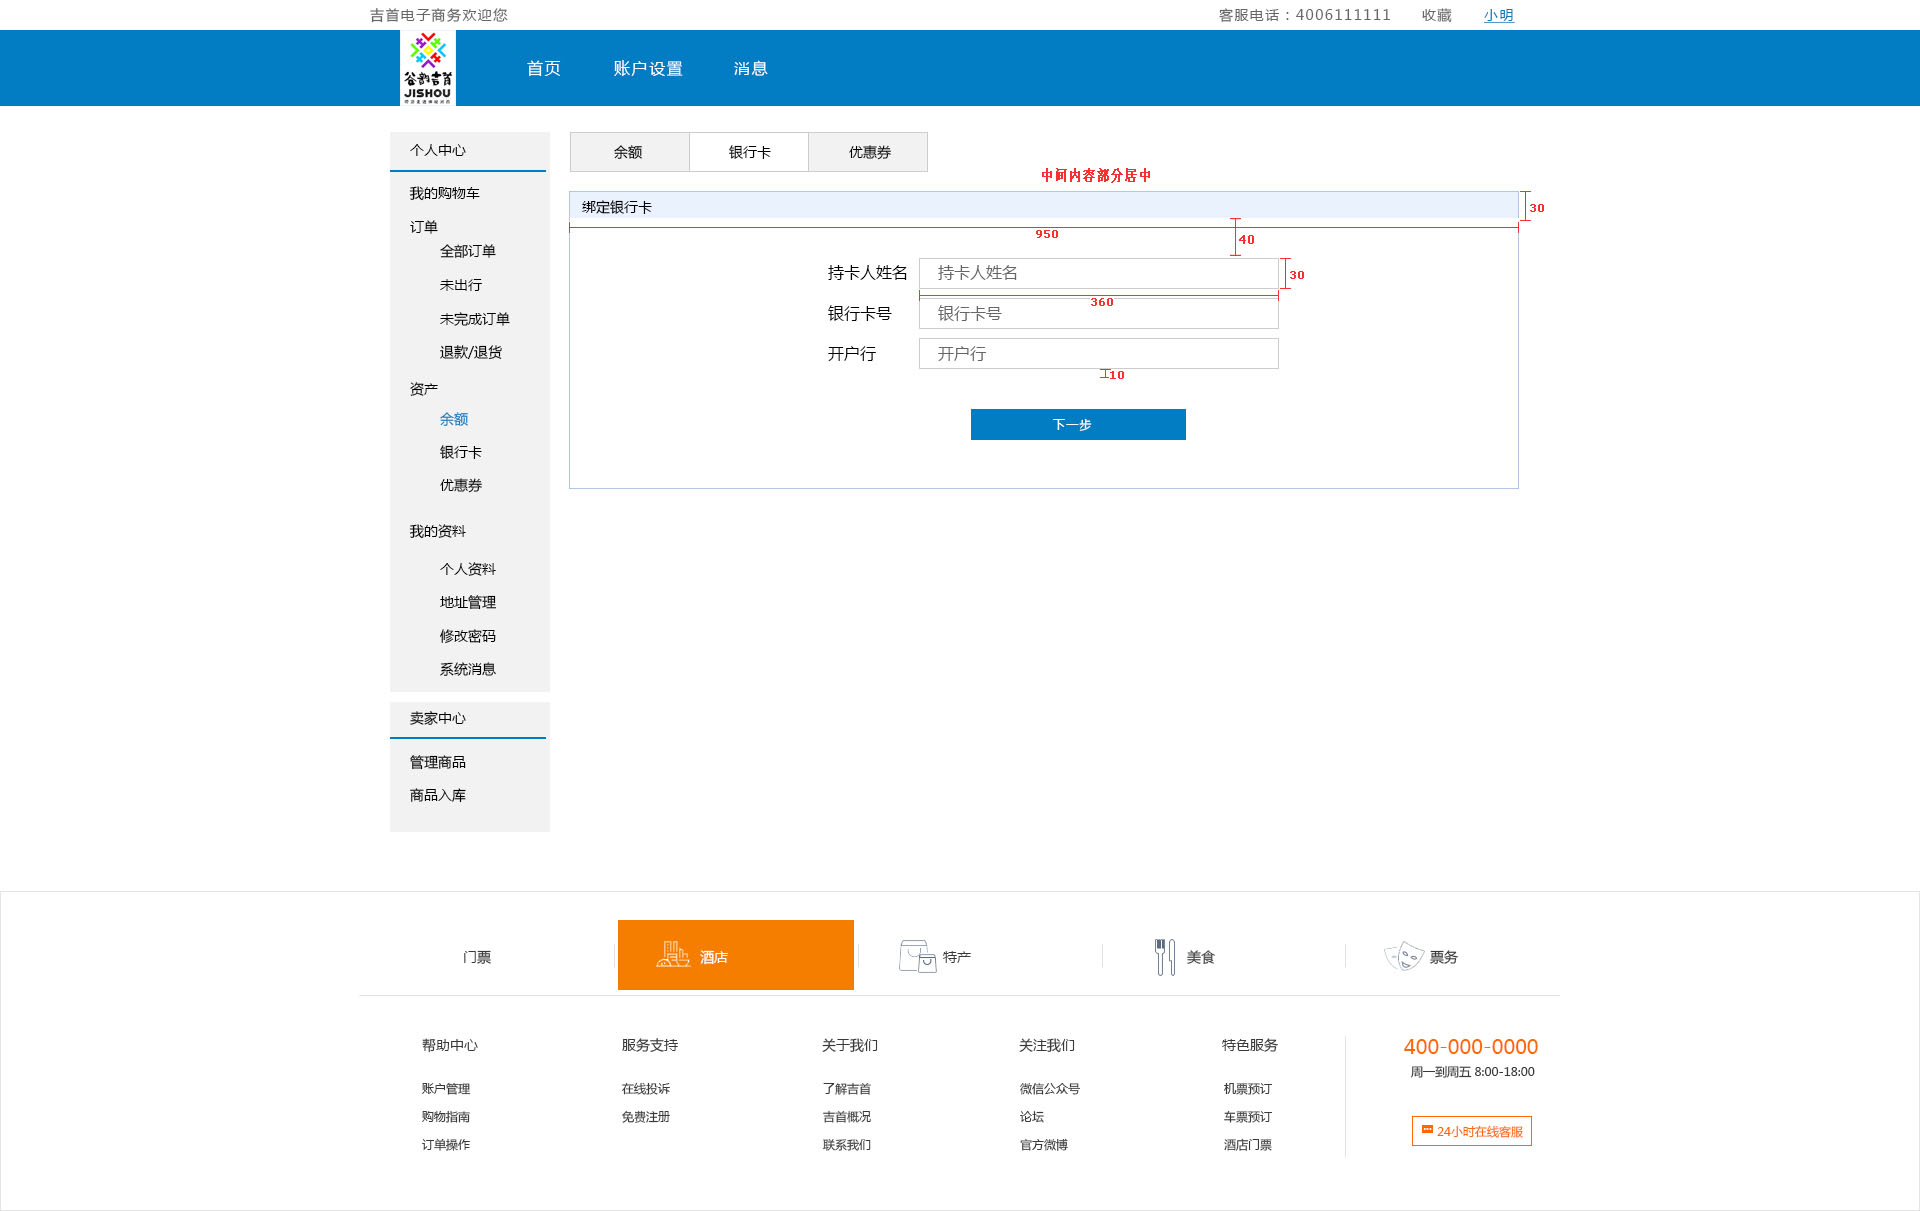 吉首电子商务欢迎您
客服电话：4006111111 收藏 小明
谷韵吉首
JISHOU
首页 账户设置 消息
个人中心
我的购物车
订单
全部订单
未出行
未完成订单
退款/退货
资产
余额
银行卡
优惠券
我的资料
个人资料
地址管理
修改密码
系统消息
卖家中心
管理商品
商品入库
余额 银行卡 优惠券
中间内容部分居中
绑定银行卡
30
950
40
持卡人姓名 持卡人姓名
30
360
银行卡号 银行卡号
开户行 开户行
10
下一步
门票 酒店 特产 美食 票务
帮助中心
账户管理
购物指南
订单操作
服务支持
在线投诉
免费注册
关于我们
了解吉首
吉首概况
联系我们
关注我们
微信公众号
论坛
官方微博
特色服务
机票预订
车票预订
酒店门票
400-000-0000
周一到周五 8:00-18:00
24小时在线客服